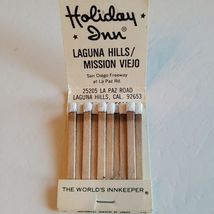 Holiday
Inn
LAGUNA HILLS/
MISSION VIEJO
San Diego Freeway
at La Paz Rd.
25205 LA PAZ ROAD
LAGUNA HILLS, CAL. 92653
THE WORLD'S INNKEEPER